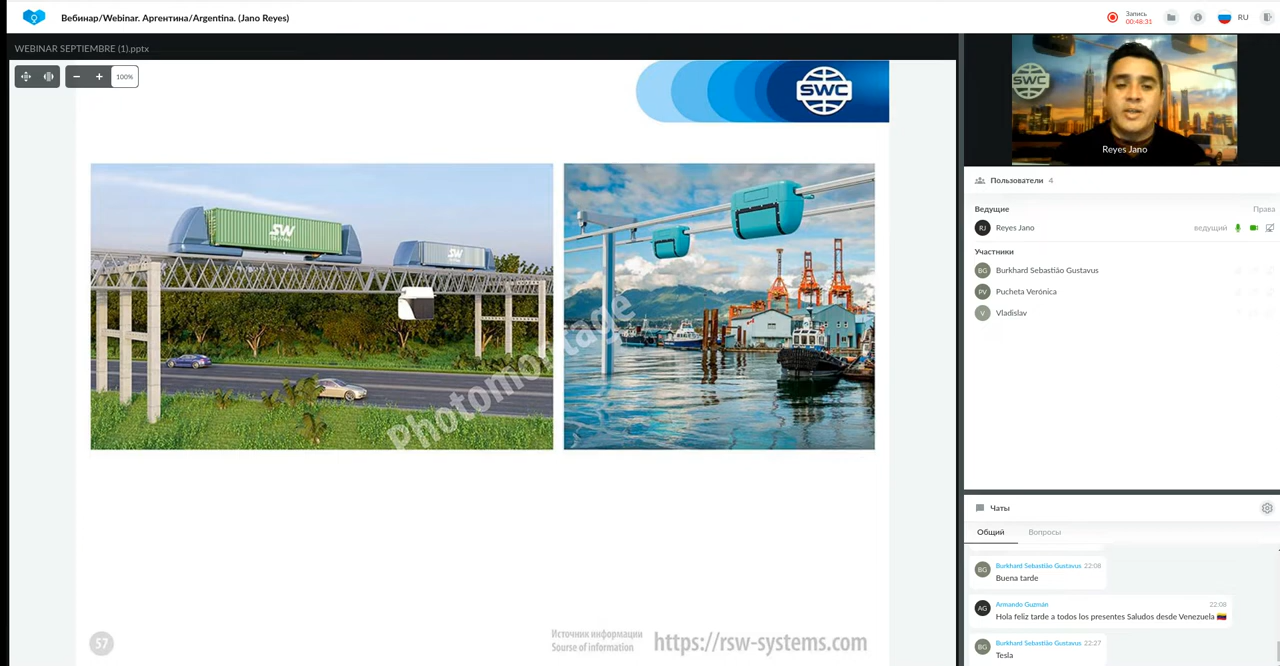 Вебинар/Webinar. Аргентина/Argentina. (Jano Reyes)
Запись
00:48:31
RU
WEBINAR SEPTIEMBRE (1).pptx
100%
SWC
SW
SW
Photomontage
57
Источник информации
Sourse of information
https://rsw-systems.com
SWC
Reyes Jano
Пользователи 4
Ведущие
Права
RJ
Reyes Jano
ведущий
Участники
BG
Burkhard Sebastião Gustavus
PV
Pucheta Verónica
V
Vladislav
Чаты
Общий
Вопросы
BG
Burkhard Sebastião Gustavus 22:08
Buena tarde
AG
Armando Guzmán 22:08
Hola feliz tarde a todos los presentes Saludos desde Venezuela 🇻🇪
BG
Burkhard Sebastião Gustavus 22:27
Tesla